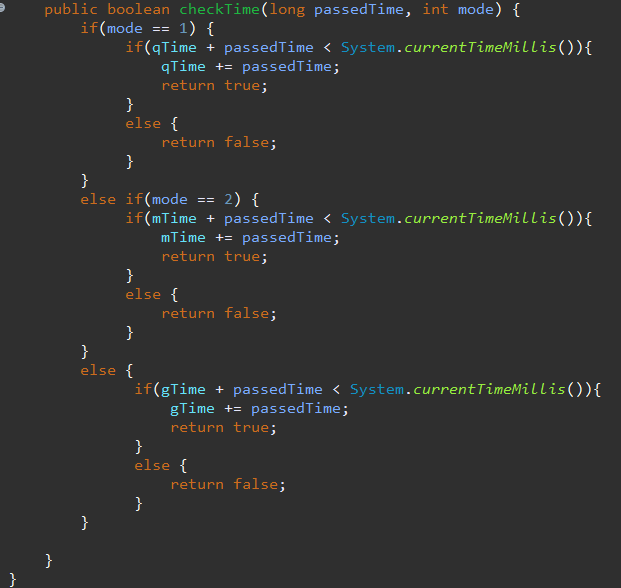 public boolean checkTime(long passedTime, int mode) {
if(mode == 1) {
if(qTime + passedTime < System.currentTimeMillis()){
qTime += passedTime;
return true;
}
else {
return false;
}
}
else if(mode == 2) {
if(mTime + passedTime < System.currentTimeMillis()){
mTime += passedTime;
return true;
}
else {
return false;
}
}
else {
if(gTime + passedTime < System.currentTimeMillis()){
gTime += passedTime;
return true;
}
else {
return false;
}
}
}
}